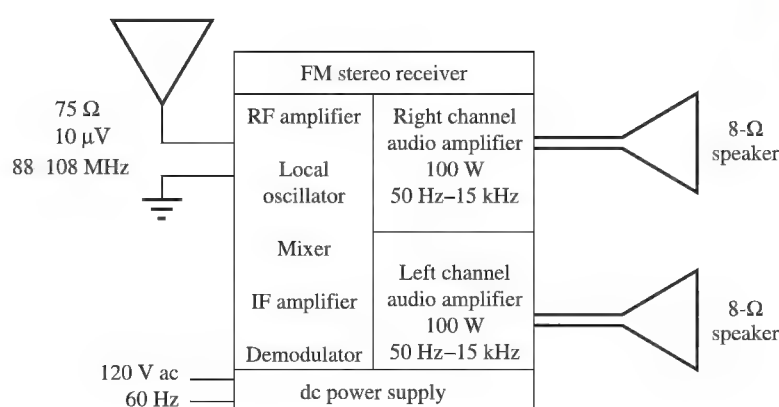 FM stereo receiver
75 Ω
10 μV
88 108 MHz
RF amplifier
Local
oscillator
Mixer
IF amplifier
Demodulator
Right channel
audio amplifier
100 W
50 Hz–15 kHz
8-Ω
speaker
Left channel
audio amplifier
100 W
50 Hz–15 kHz
8-Ω
speaker
120 V ac
60 Hz
dc power supply